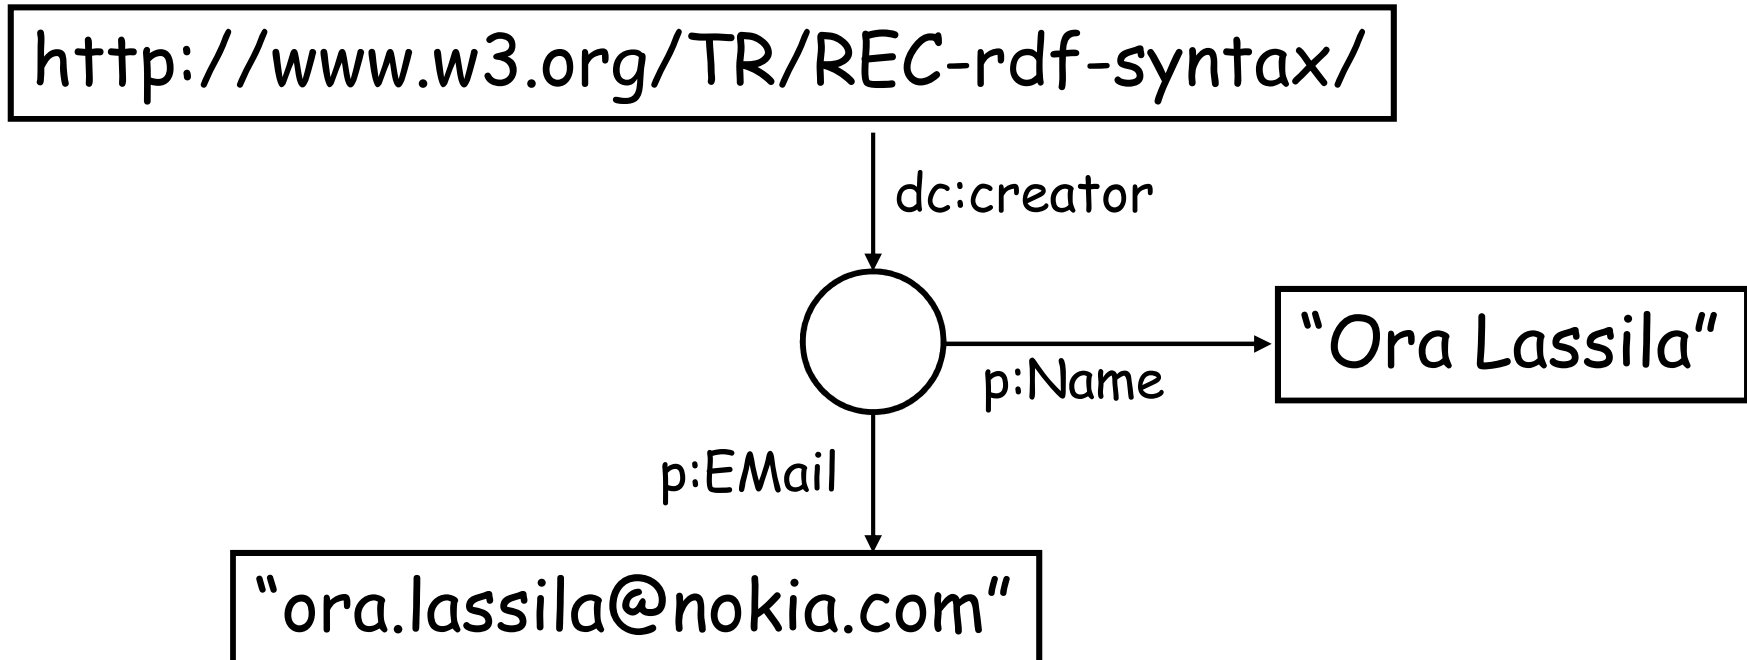 http://www.w3.org/TR/REC-rdf-syntax/
dc:creator
“Ora Lassila”
p:Name
p:EMail
“ora.lassila@nokia.com”